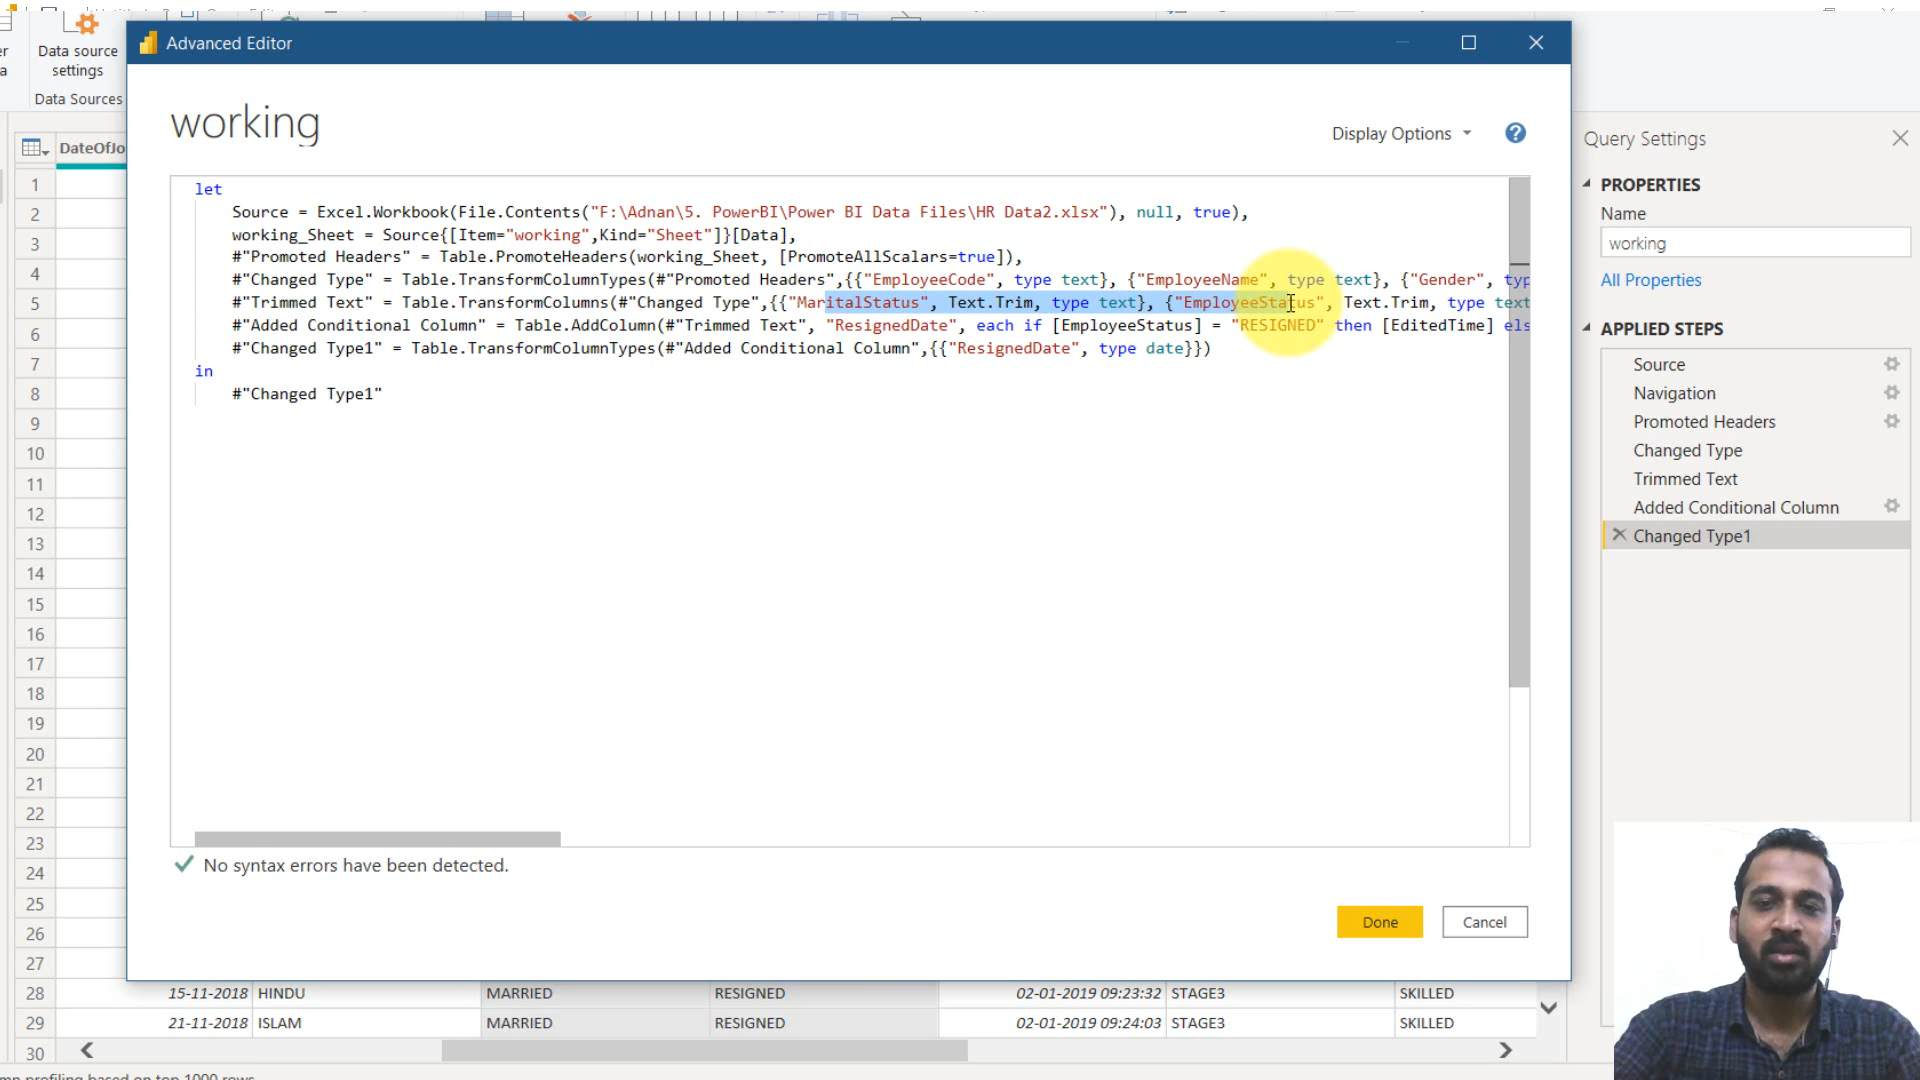 Data source
settings
Data Sources
Advanced Editor
working
Display Options
?
let
Source = Excel.Workbook(File.Contents("F:\Adnan\5. PowerBI\Power BI Data Files\HR Data2.xlsx"), null, true),
working_Sheet = Source{[Item="working",Kind="Sheet"]}[Data],
#"Promoted Headers" = Table.PromoteHeaders(working_Sheet, [PromoteAllScalars=true]),
#"Changed Type" = Table.TransformColumnTypes(#"Promoted Headers",{{"EmployeeCode", type text}, {"EmployeeName", type text}, {"Gender", typ
#"Trimmed Text" = Table.TransformColumns(#"Changed Type",{{"MaritalStatus", Text.Trim, type text}, {"EmployeeStatus", Text.Trim, type text
#"Added Conditional Column" = Table.AddColumn(#"Trimmed Text", "ResignedDate", each if [EmployeeStatus] = "RESIGNED" then [EditedTime] els
#"Changed Type1" = Table.TransformColumnTypes(#"Added Conditional Column",{{"ResignedDate", type date}})
in
#"Changed Type1"
No syntax errors have been detected.
Done
Cancel
DateOfJo
1
2
3
4
5
6
7
8
9
10
11
12
13
14
15
16
17
18
19
20
21
22
23
24
25
26
27
28 15-11-2018 HINDU MARRIED RESIGNED 02-01-2019 09:23:32 STAGE3 SKILLED
29 21-11-2018 ISLAM MARRIED RESIGNED 02-01-2019 09:24:03 STAGE3 SKILLED
30
Query Settings
PROPERTIES
Name
working
All Properties
APPLIED STEPS
Source
Navigation
Promoted Headers
Changed Type
Trimmed Text
Added Conditional Column
Changed Type1